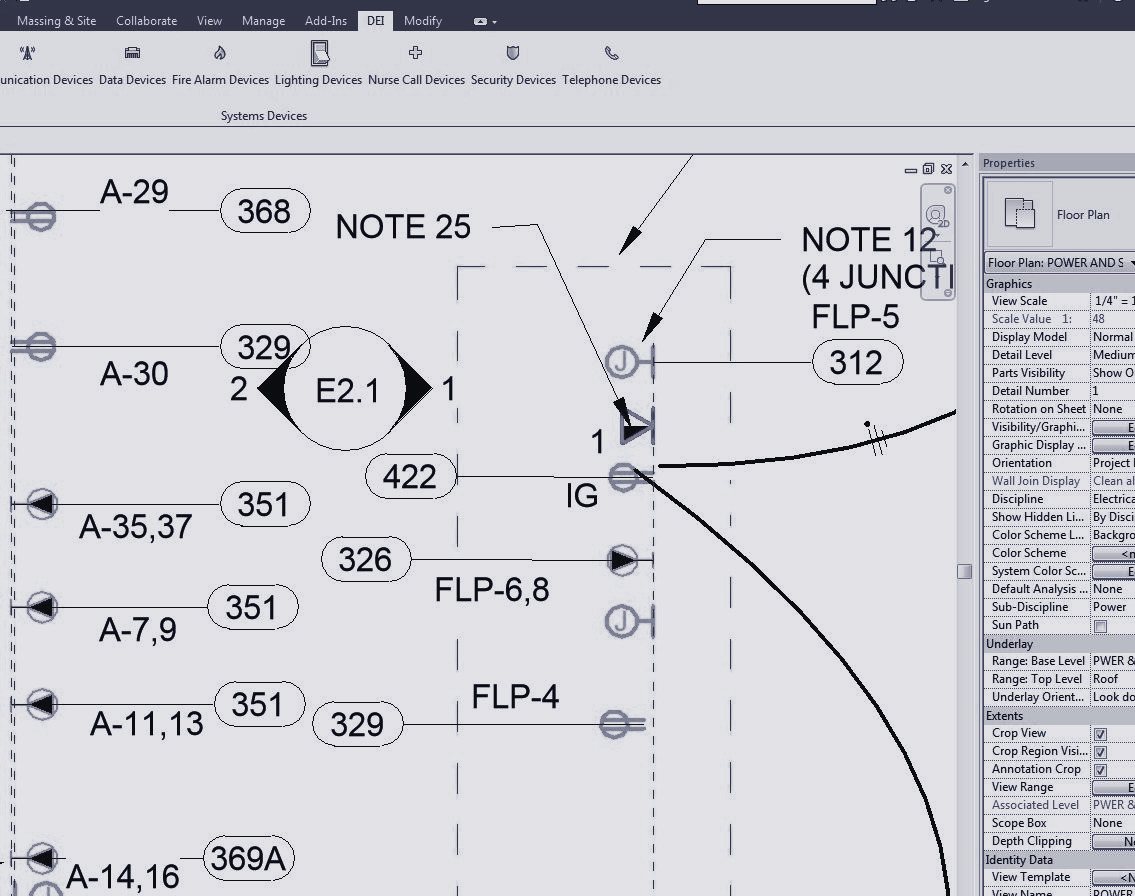 Massing & Site Collaborate View Manage Add-Ins DEI Modify
unication Devices Data Devices Fire Alarm Devices Lighting Devices Nurse Call Devices Security Devices Telephone Devices
Systems Devices
A-29
368
NOTE 25
NOTE 12
(4 JUNCTI
FLP-5
312
329
A-30
2
E2.1
1
J
1
422
IG
351
A-35,37
326
FLP-6,8
351
A-7,9
J
351
A-11,13
329
FLP-4
369A
A-14,16
2D
Properties
Floor Plan
Floor Plan: POWER AND S
Graphics
View Scale 1/4" = 1
Scale Value 1: 48
Display Model Normal
Detail Level Medium
Parts Visibility Show O
Detail Number 1
Rotation on Sheet None
Visibility/Graphi... E
Graphic Display ... E
Orientation Project
Wall Join Display Clean al
Discipline Electrica
Show Hidden Li... By Disci
Color Scheme L... Backgro
Color Scheme <n
System Color Sc... E
Default Analysis ... None
Sub-Discipline Power
Sun Path
Underlay
Range: Base Level PWER &
Range: Top Level Roof
Underlay Orient... Look do
Extents
Crop View
Crop Region Visi...
Annotation Crop
View Range E
Associated Level PWER &
Scope Box None
Depth Clipping No
Identity Data
View Template <N
View Name POWER